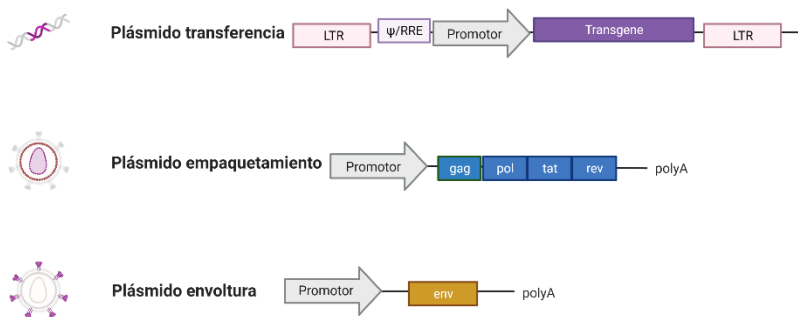 Plásmido transferencia LTR ψ/RRE Promotor Transgene LTR
Plásmido empaquetamiento Promotor gag pol tat rev polyA
Plásmido envoltura Promotor env polyA